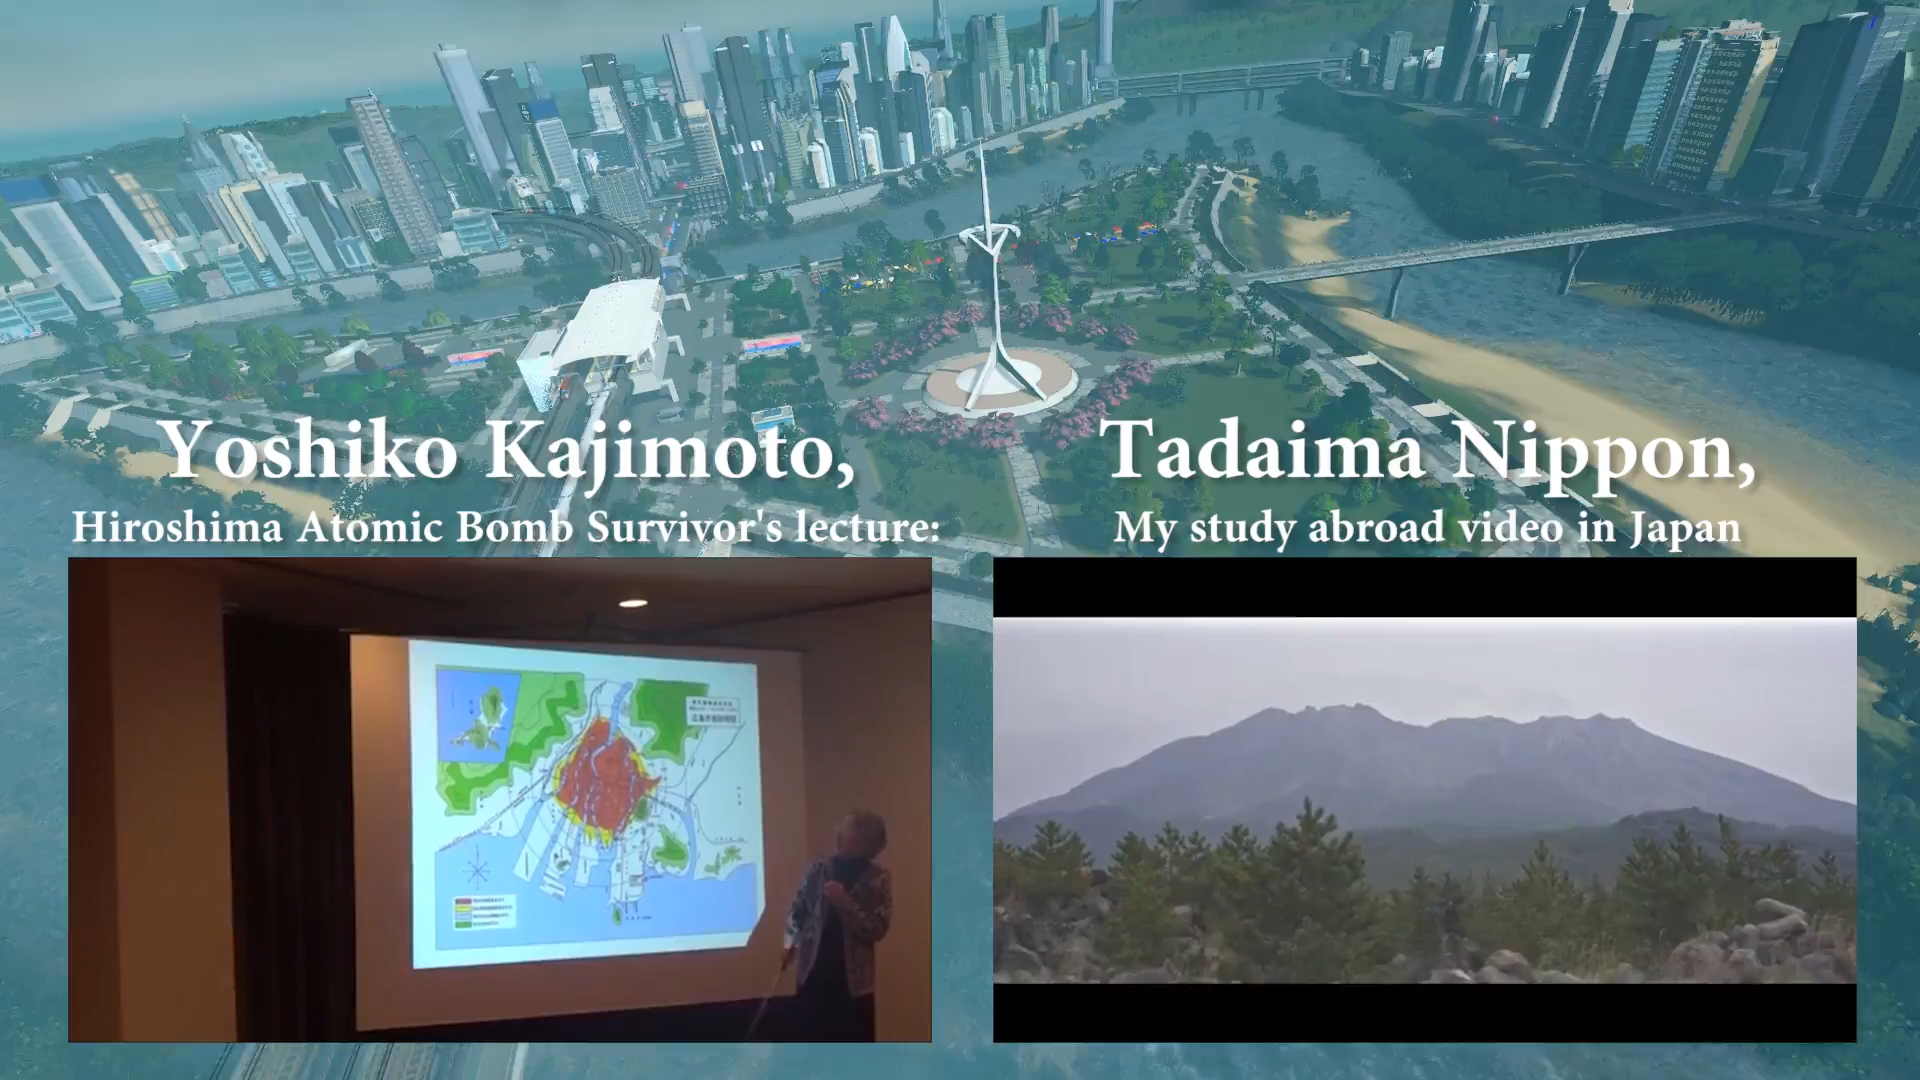 Yoshiko Kajimoto,
Hiroshima Atomic Bomb Survivor's lecture:
Tadaima Nippon,
My study abroad video in Japan